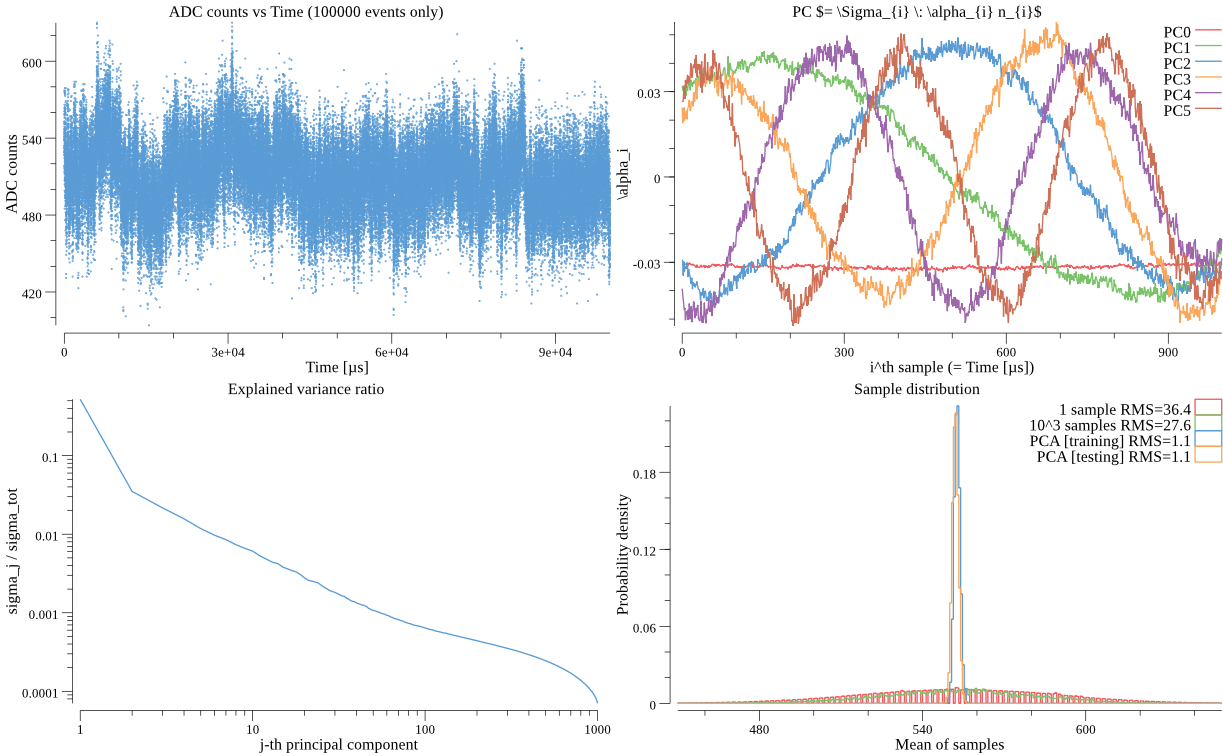 ADC counts vs Time (100000 events only)
ADC counts
600
540
480
420
0
3e+04
6e+04
9e+04
Time [µs]
PC $= \Sigma_{i} \: \alpha_{i} n_{i}$
PC0
PC1
PC2
PC3
PC4
PC5
\alpha_i
0.03
0
-0.03
0
300
600
900
i^th sample (= Time [µs])
Explained variance ratio
sigma_j / sigma_tot
0.1
0.01
0.001
0.0001
1
10
100
1000
j-th principal component
Sample distribution
1 sample RMS=36.4
10^3 samples RMS=27.6
PCA [training] RMS=1.1
PCA [testing] RMS=1.1
Probability density
0.18
0.12
0.06
0
480
540
600
Mean of samples